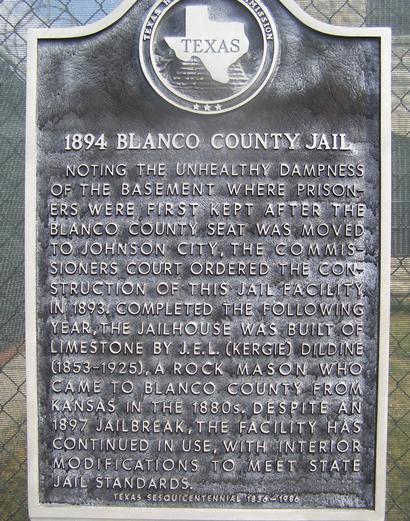 TEXAS
TEXAS
1894 BLANCO COUNTY JAIL
NOTING THE UNHEALTHY DAMPNESS
OF THE BASEMENT WHERE PRISON-
ERS WERE FIRST KEPT AFTER THE
BLANCO COUNTY SEAT WAS MOVED
TO JOHNSON CITY, THE COMMIS-
SIONERS COURT ORDERED THE CON-
STRUCTION OF THIS JAIL FACILITY
IN 1893. COMPLETED THE FOLLOWING
YEAR, THE JAILHOUSE WAS BUILT OF
LIMESTONE BY J.E.L. (KERGIE) DILDINE
(1853-1925), A ROCK MASON WHO
CAME TO BLANCO COUNTY FROM
KANSAS IN THE 1880s. DESPITE AN
1897 JAILBREAK, THE FACILITY HAS
CONTINUED IN USE, WITH INTERIOR
MODIFICATIONS TO MEET STATE
JAIL STANDARDS.
TEXAS SESQUICENTENNIAL 1836-1986